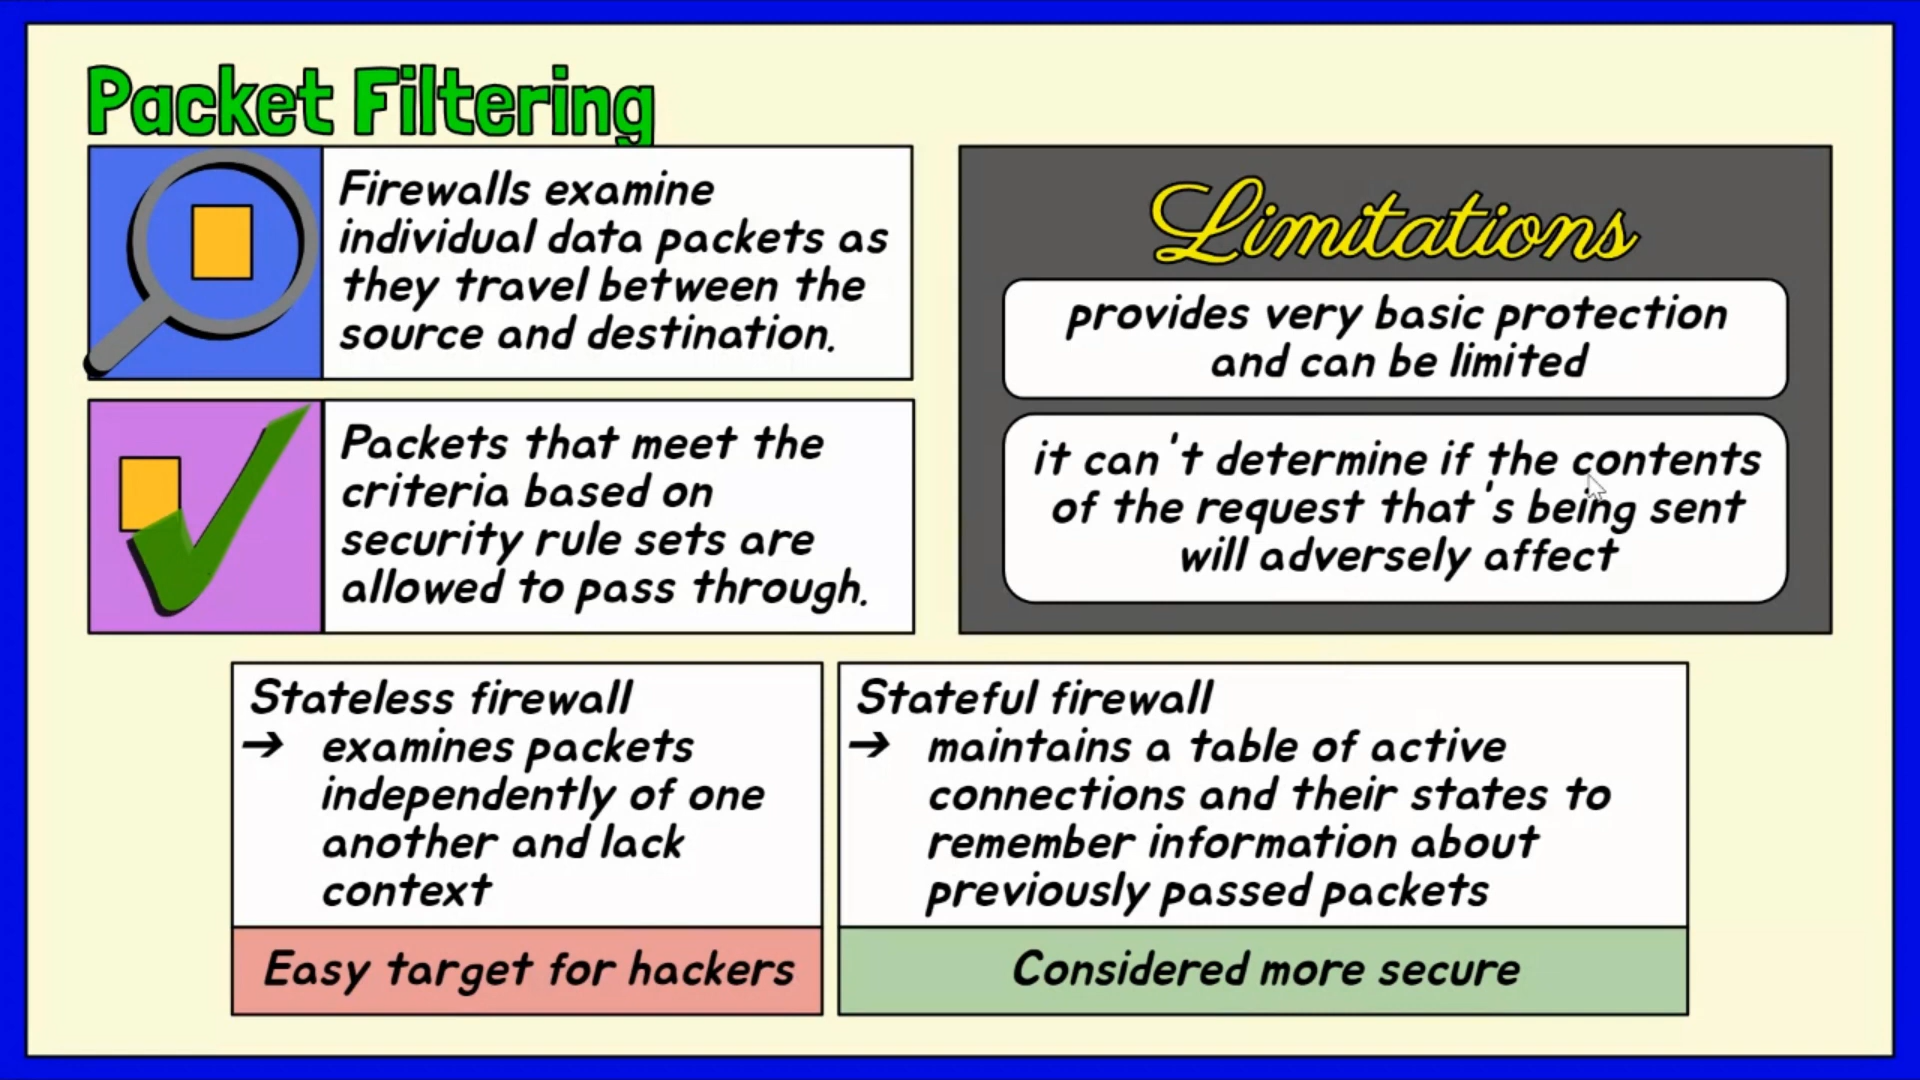 Packet Filtering
Firewalls examine
individual data packets as
they travel between the
source and destination.
Packets that meet the
criteria based on
security rule sets are
allowed to pass through.
Limitations
provides very basic protection
and can be limited
it can't determine if the contents
of the request that's being sent
will adversely affect
Stateless firewall
➔ examines packets
independently of one
another and lack
context
Easy target for hackers
Stateful firewall
➔ maintains a table of active
connections and their states to
remember information about
previously passed packets
Considered more secure